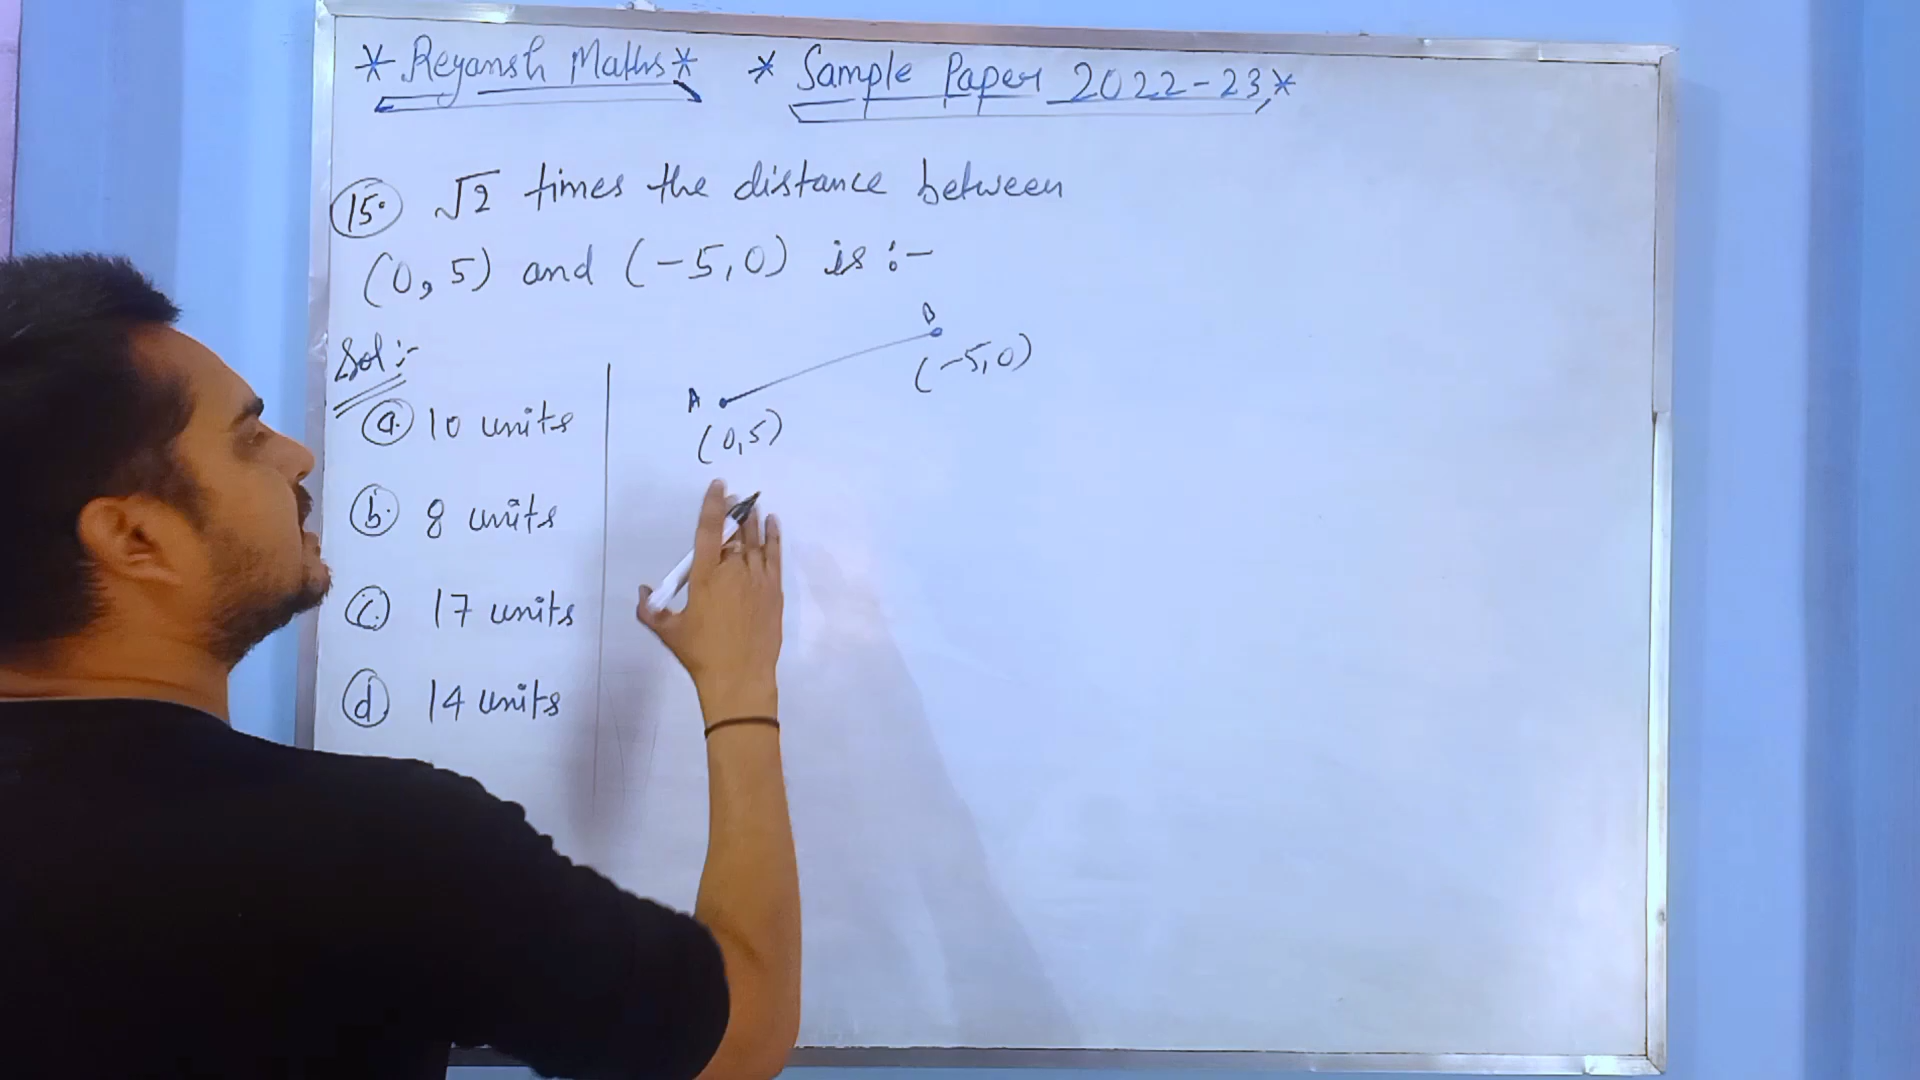 * Reyansh Maths * * Sample Paper 2022-23 *
15. √2 times the distance between
(0, 5) and (-5, 0) is :-
Sol :-
a. 10 units
b. 8 units
c. 17 units
d. 14 units
B
(-5,0)
A
(0,5)